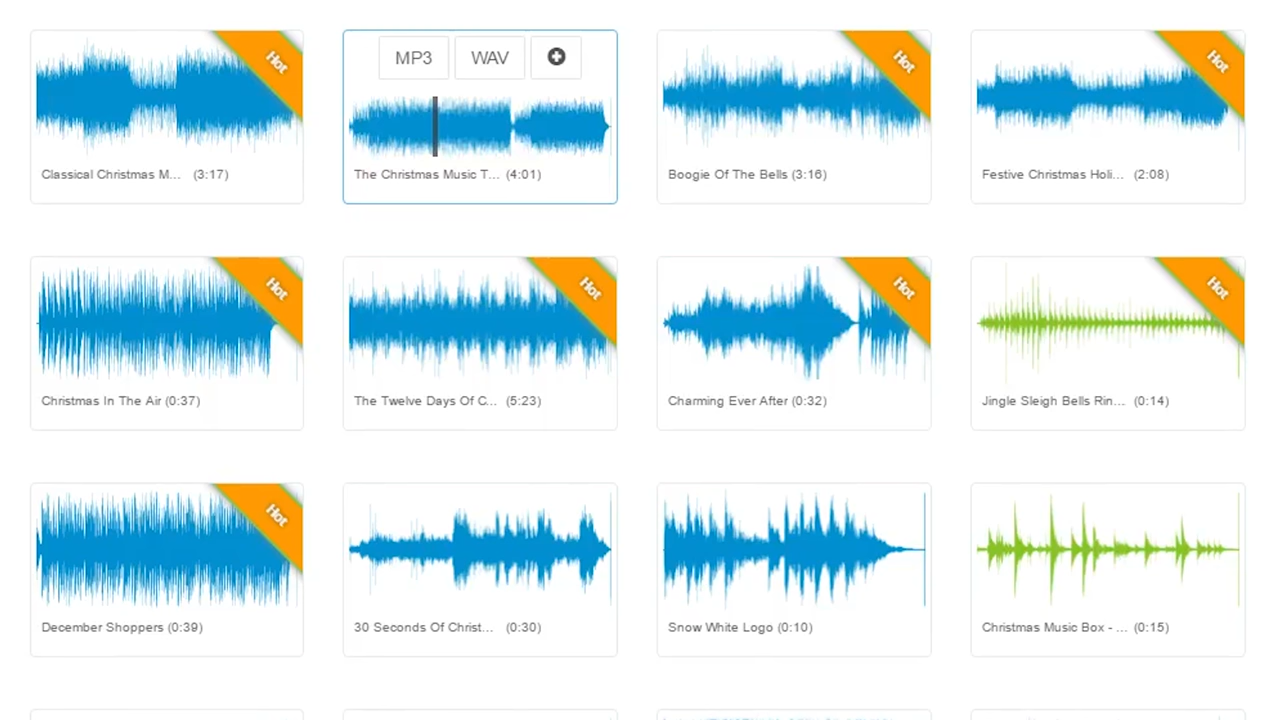 Hot
MP3 WAV
Hot
Hot
Classical Christmas M... (3:17)
The Christmas Music T... (4:01)
Boogie Of The Bells (3:16)
Festive Christmas Holi... (2:08)
Hot
Hot
Hot
Hot
Christmas In The Air (0:37)
The Twelve Days Of C... (5:23)
Charming Ever After (0:32)
Jingle Sleigh Bells Rin... (0:14)
Hot
December Shoppers (0:39)
30 Seconds Of Christ... (0:30)
Snow White Logo (0:10)
Christmas Music Box - ... (0:15)